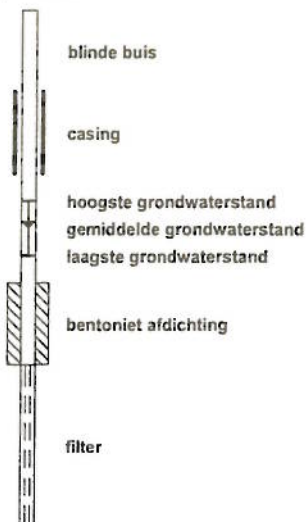 blinde buis
casing
hoogste grondwaterstand
gemiddelde grondwaterstand
laagste grondwaterstand
bentoniet afdichting
filter